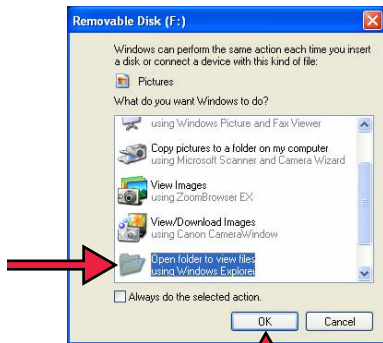 Removable Disk (F:)
Windows can perform the same action each time you insert
a disk or connect a device with this kind of file:
Pictures
What do you want Windows to do?
using Windows Picture and Fax Viewer
Copy pictures to a folder on my computer
using Microsoft Scanner and Camera Wizard
View Images
using ZoomBrowser EX
View/Download Images
using Canon CameraWindow
Open folder to view files
using Windows Explorer
Always do the selected action.
OK
Cancel